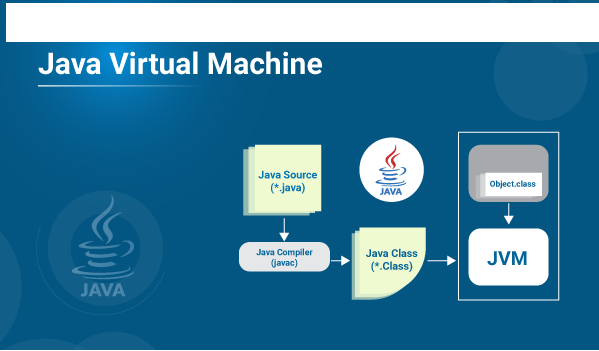 Java Virtual Machine
Java Source
(*.java)
JAVA
Object.class
Java Compiler
(javac)
Java Class
(*.Class)
JVM
JAVA